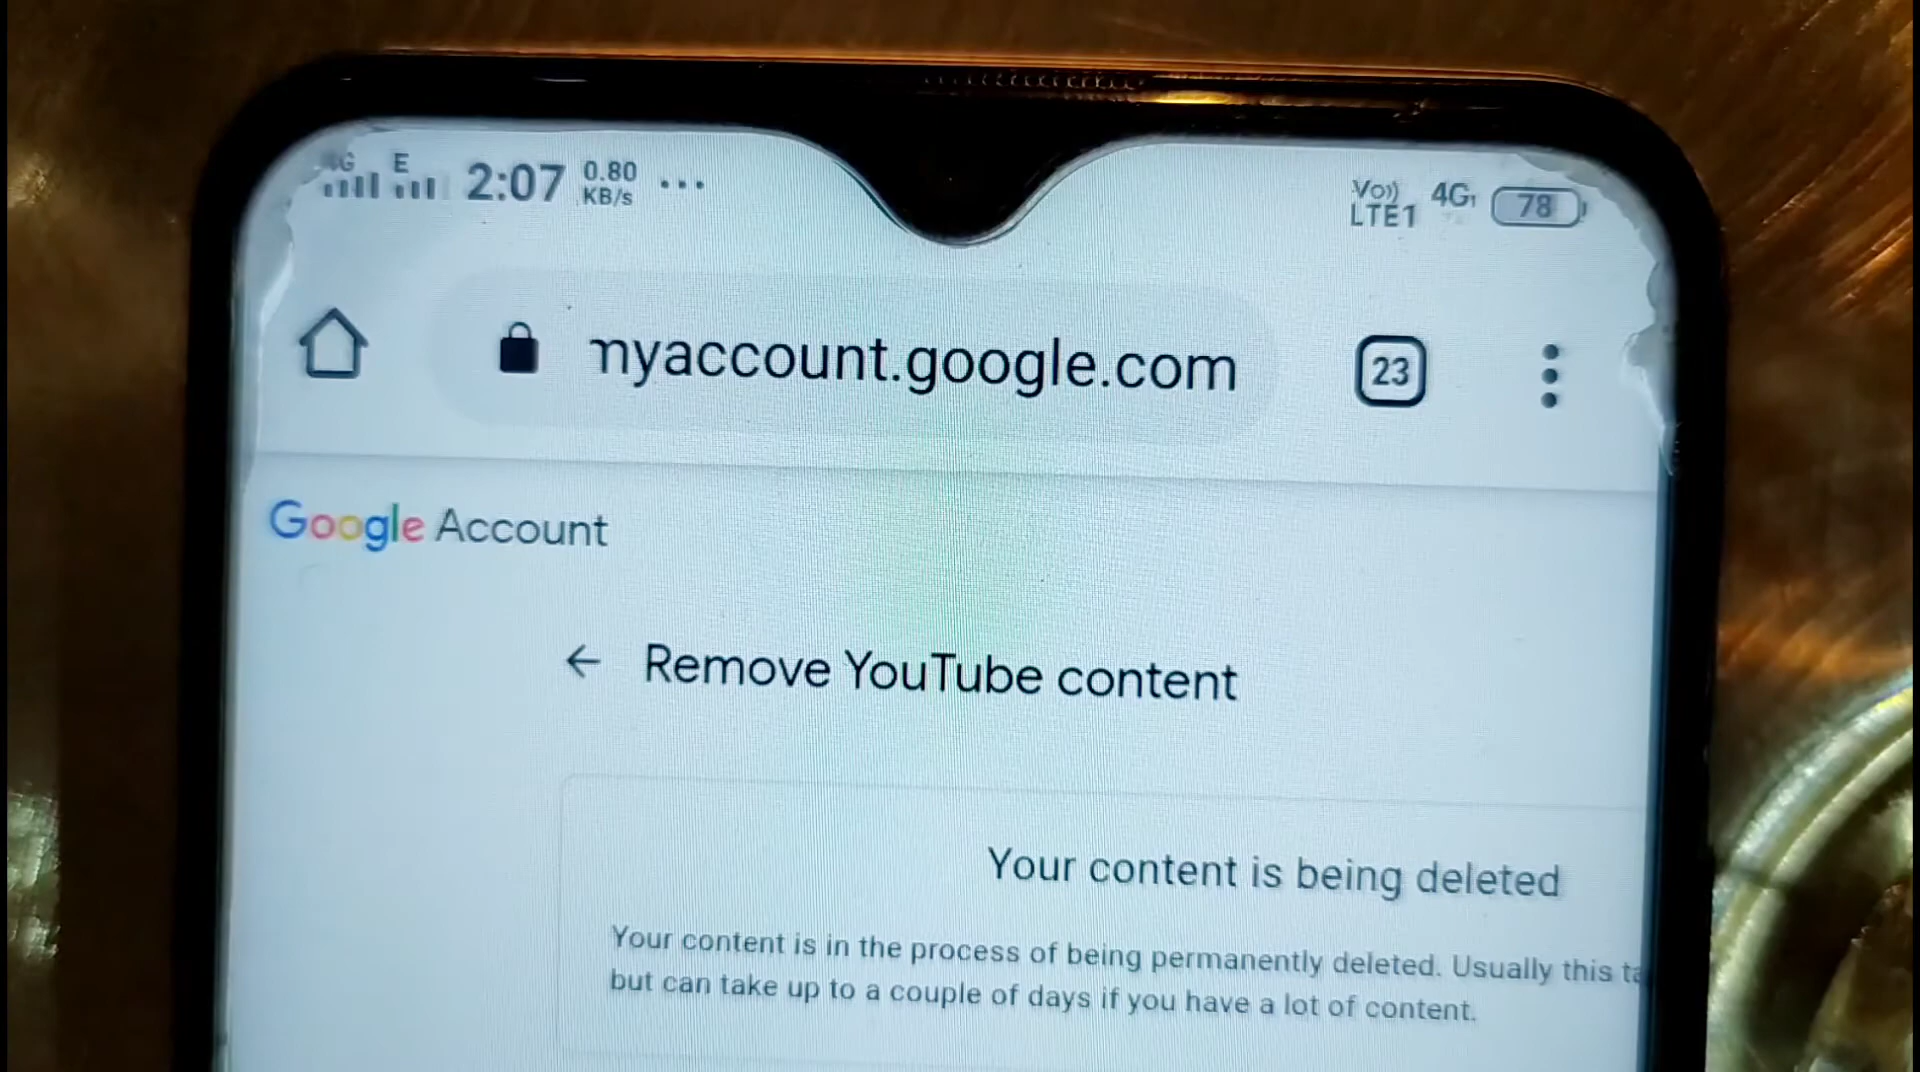 4G E 2:07 0.80 KB/s ... Vo)) LTE1 4G 78
myaccount.google.com 23
Google Account
← Remove YouTube content
Your content is being deleted
Your content is in the process of being permanently deleted. Usually this ta
but can take up to a couple of days if you have a lot of content.